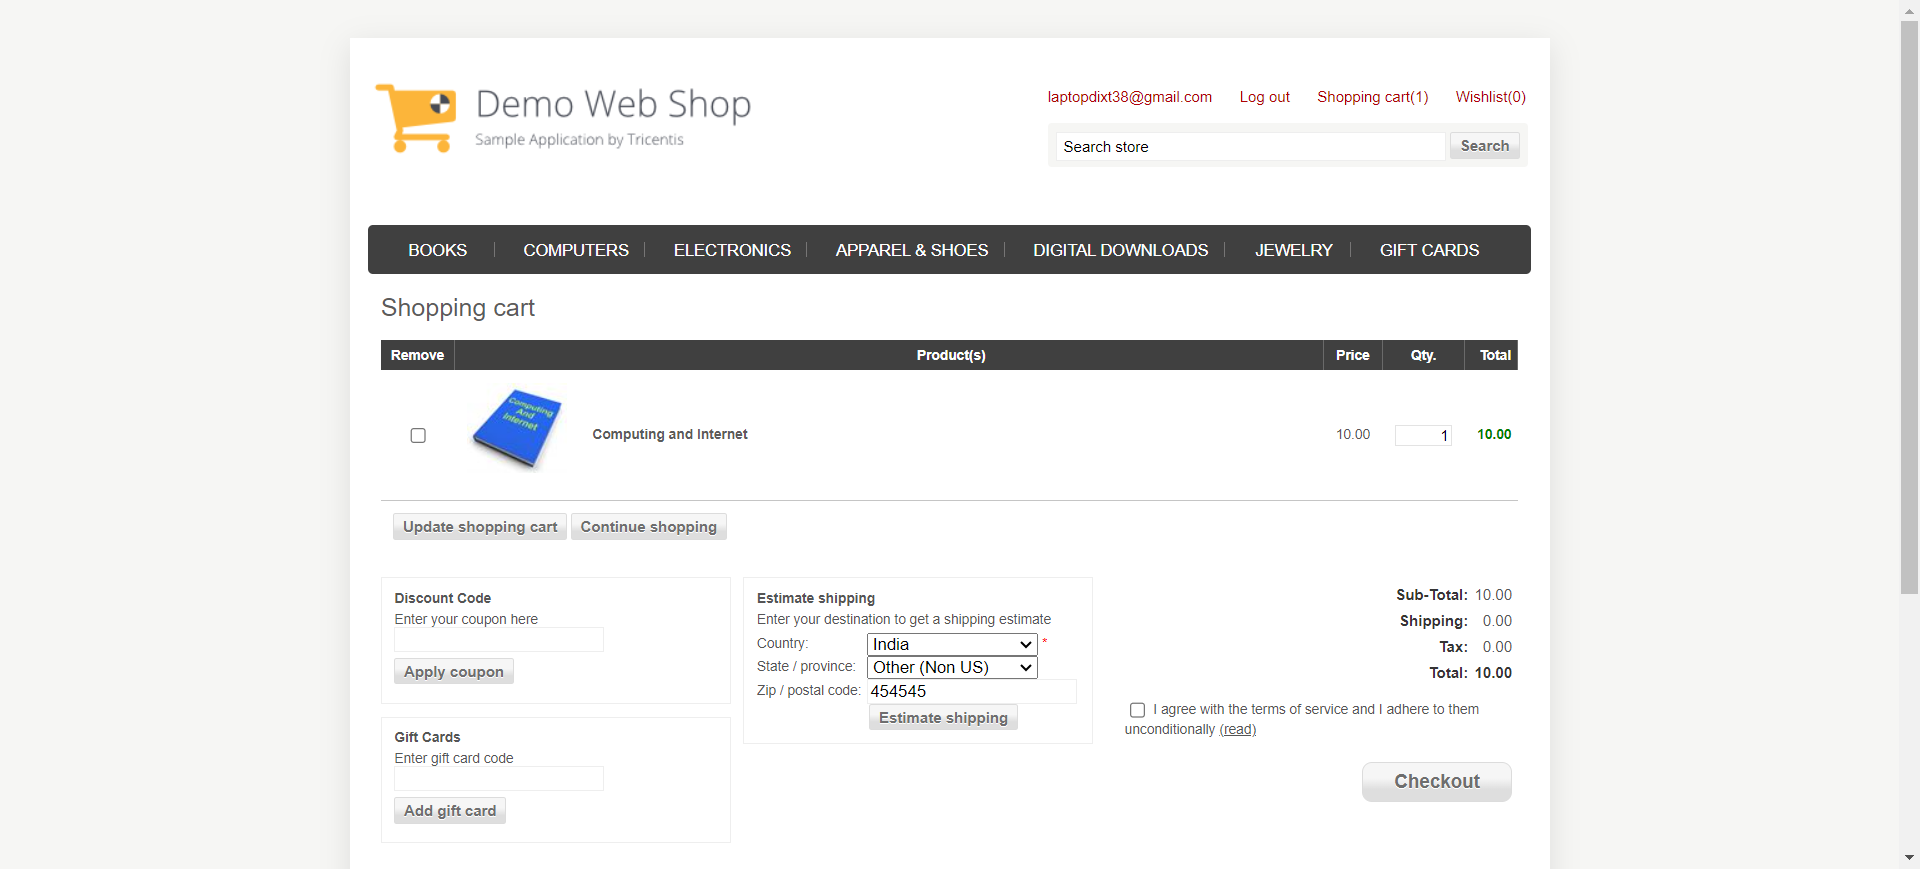 Demo Web Shop
Sample Application by Tricentis
laptopdixt38@gmail.com Log out Shopping cart(1) Wishlist(0)
Search store Search
BOOKS COMPUTERS ELECTRONICS APPAREL & SHOES DIGITAL DOWNLOADS JEWELRY GIFT CARDS
Shopping cart
Remove Product(s) Price Qty. Total
Computing
And
Internet
Computing and Internet 10.00 1 10.00
Update shopping cart Continue shopping
Discount Code
Enter your coupon here
Apply coupon
Gift Cards
Enter gift card code
Add gift card
Estimate shipping
Enter your destination to get a shipping estimate
Country: India *
State / province: Other (Non US)
Zip / postal code: 454545
Estimate shipping
Sub-Total: 10.00
Shipping: 0.00
Tax: 0.00
Total: 10.00
I agree with the terms of service and I adhere to them
unconditionally (read)
Checkout